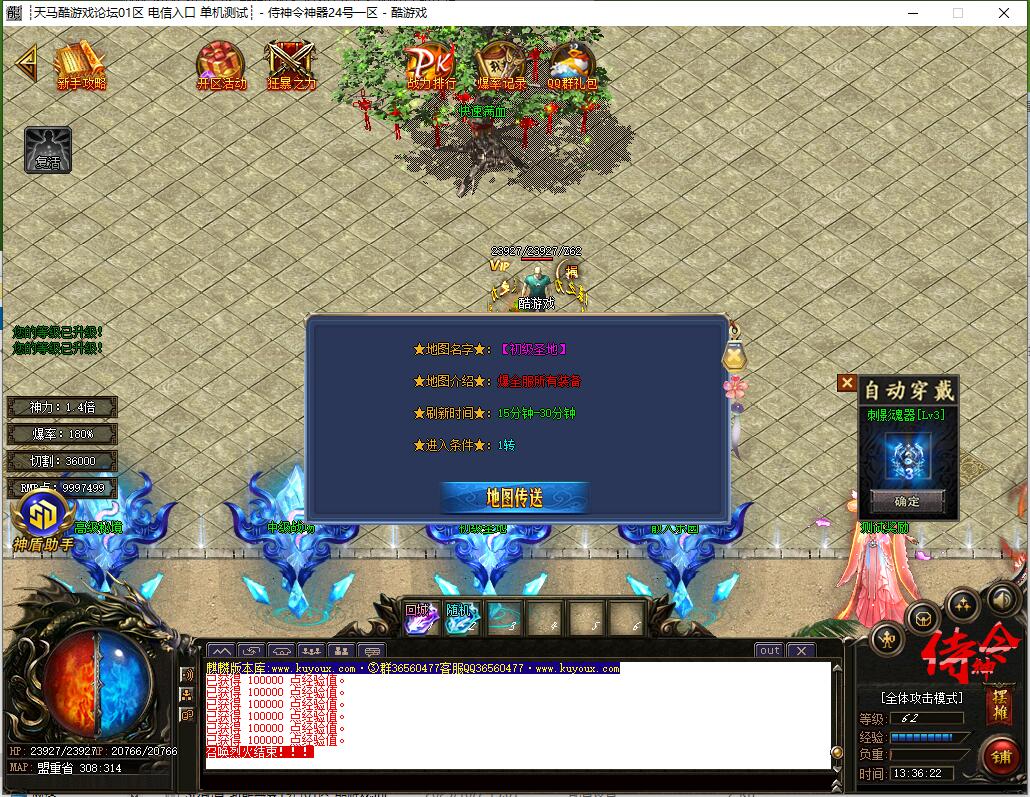 天马酷游戏论坛01区 电信入口 单机测试 - 侍神令神器24号一区 - 酷游戏
新手攻略
开区活动
狂暴之力
PK
战力排行
爆率记录
QQ群礼包
快速满血
复活
23927/23927/Z62
VIP
酷游戏
您的等级已升级!
您的等级已升级!
★地图名字★:【初级圣地】
★地图介绍★:爆全服所有装备
★刷新时间★:15分钟-30分钟
★进入条件★:1转
地图传送
自动穿戴
刺影魂器[Lv3]
3
确定
神力:1.4倍
爆率:180%
切割:36000
RMB点:9997499
神盾助手
高级秘境
中级战场
初级圣地
测试奖励
回城
随机
3
4
5
6
out
麒麟版本库:www.kuyoux.com·⑤群36560477客服QQ36560477·www.kuyoux.com
已获得 100000 点经验值。
已获得 100000 点经验值。
已获得 100000 点经验值。
已获得 100000 点经验值。
已获得 100000 点经验值。
已获得 100000 点经验值。
召唤烈火结束!!!
HP:23927/23927
MP:20766/20766
MAP:盟重省 308:314
侍神令
[全体攻击模式]
摆摊
等级: 62
经验:
负重:
时间: 13:36:22
铺